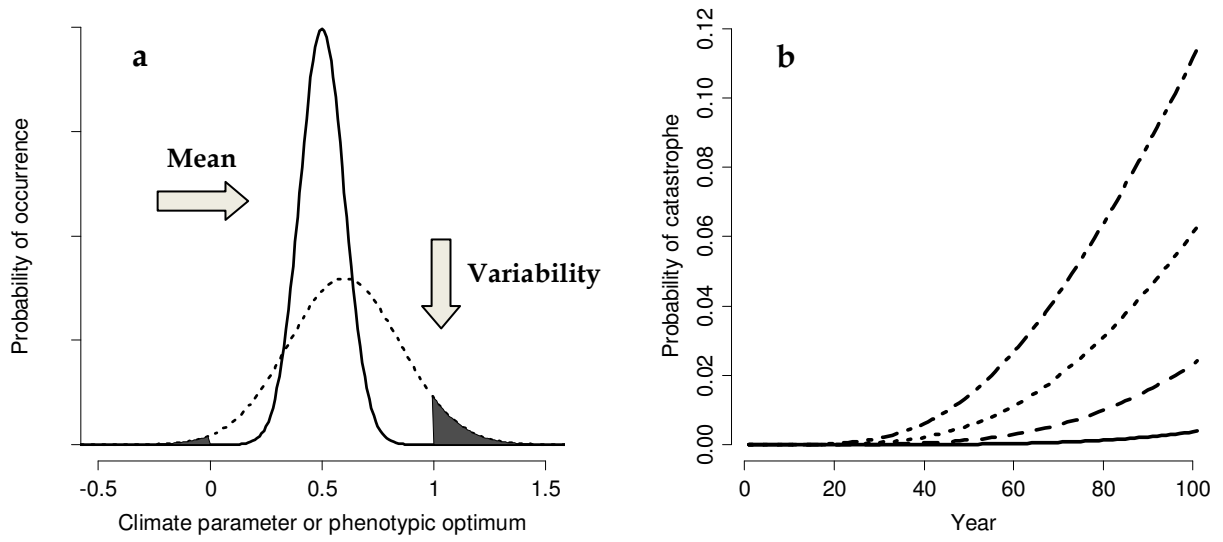 a
Mean
Variability
Probability of occurrence
-0.5 0 0.5 1 1.5
Climate parameter or phenotypic optimum
b
Probability of catastrophe
0.12
0.10
0.08
0.06
0.04
0.02
0.00
0 20 40 60 80 100
Year